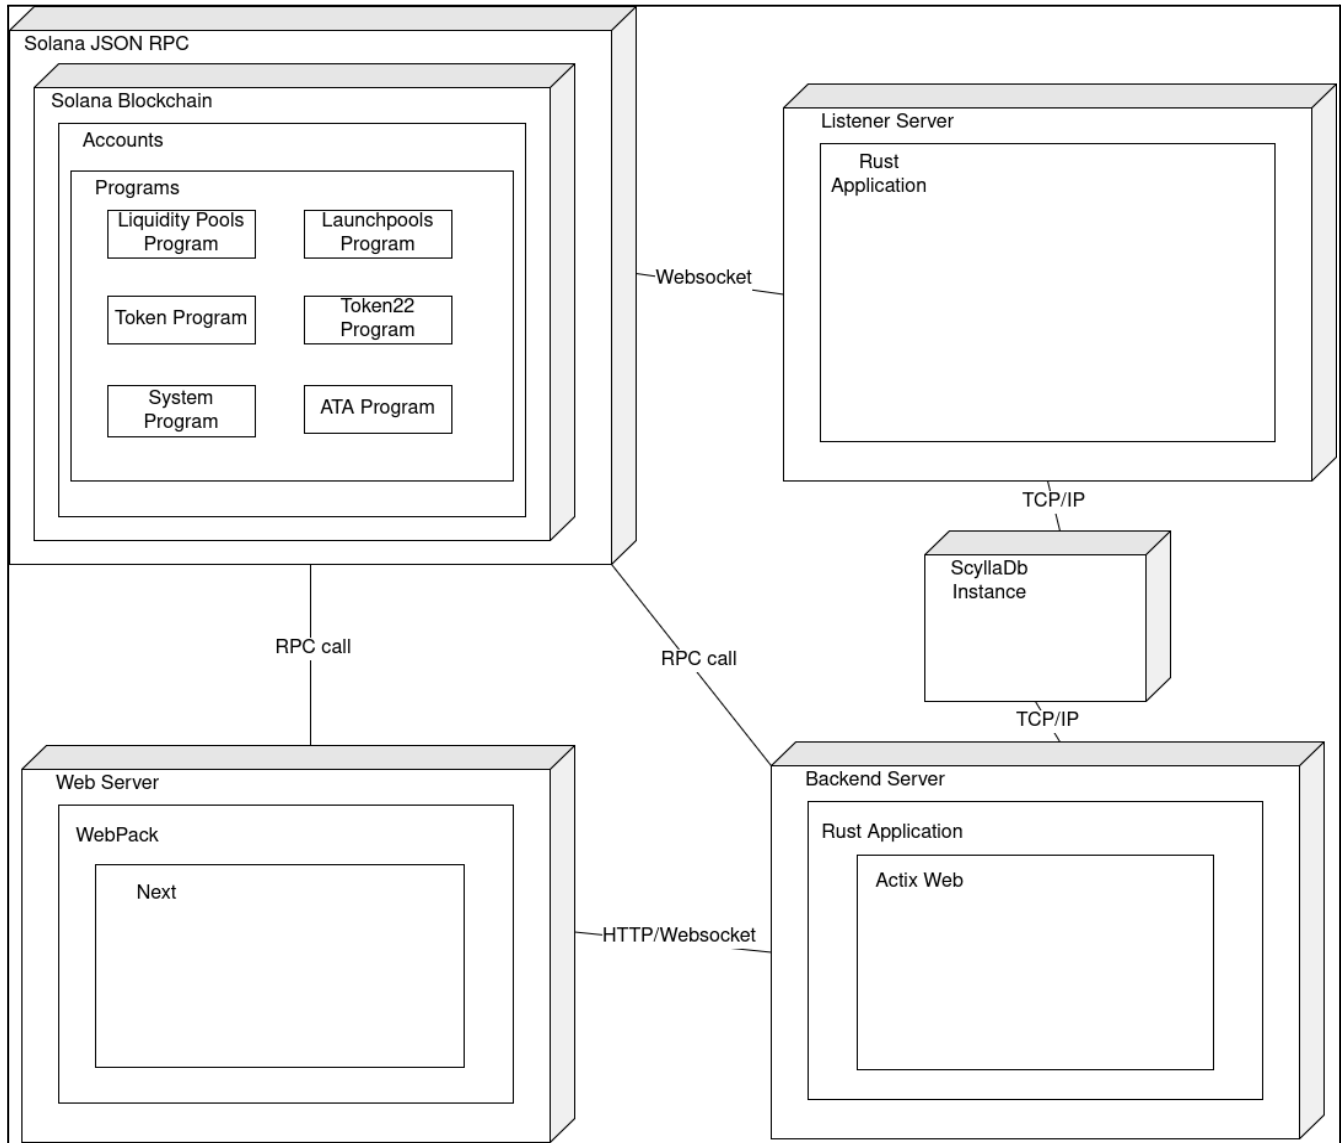 Solana JSON RPC
Solana Blockchain
Accounts
Programs
Liquidity Pools
Program
Launchpools
Program
Token Program
Token22
Program
System
Program
ATA Program
Websocket
Listener Server
Rust
Application
TCP/IP
ScyllaDb
Instance
TCP/IP
RPC call
RPC call
Web Server
WebPack
Next
HTTP/Websocket
Backend Server
Rust Application
Actix Web